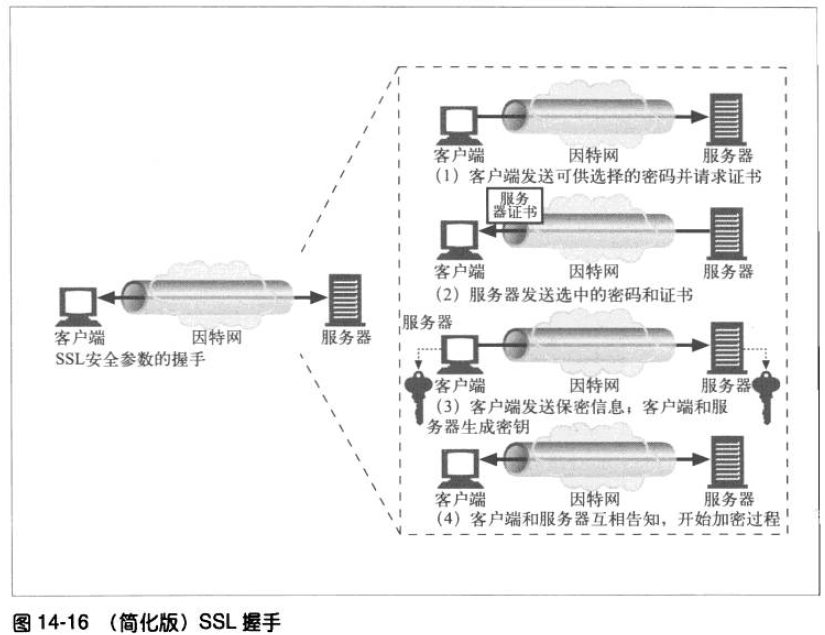 客户端
因特网
服务器
(1) 客户端发送可供选择的密码并请求证书
服务
器证书
客户端
因特网
服务器
(2) 服务器发送选中的密码和证书
客户端
因特网
服务器
SSL安全参数的握手
服务器
客户端
因特网
服务器
(3) 客户端发送保密信息；客户端和服
务器生成密钥
客户端
因特网
服务器
(4) 客户端和服务器互相告知，开始加密过程
图 14-16 （简化版）SSL 握手